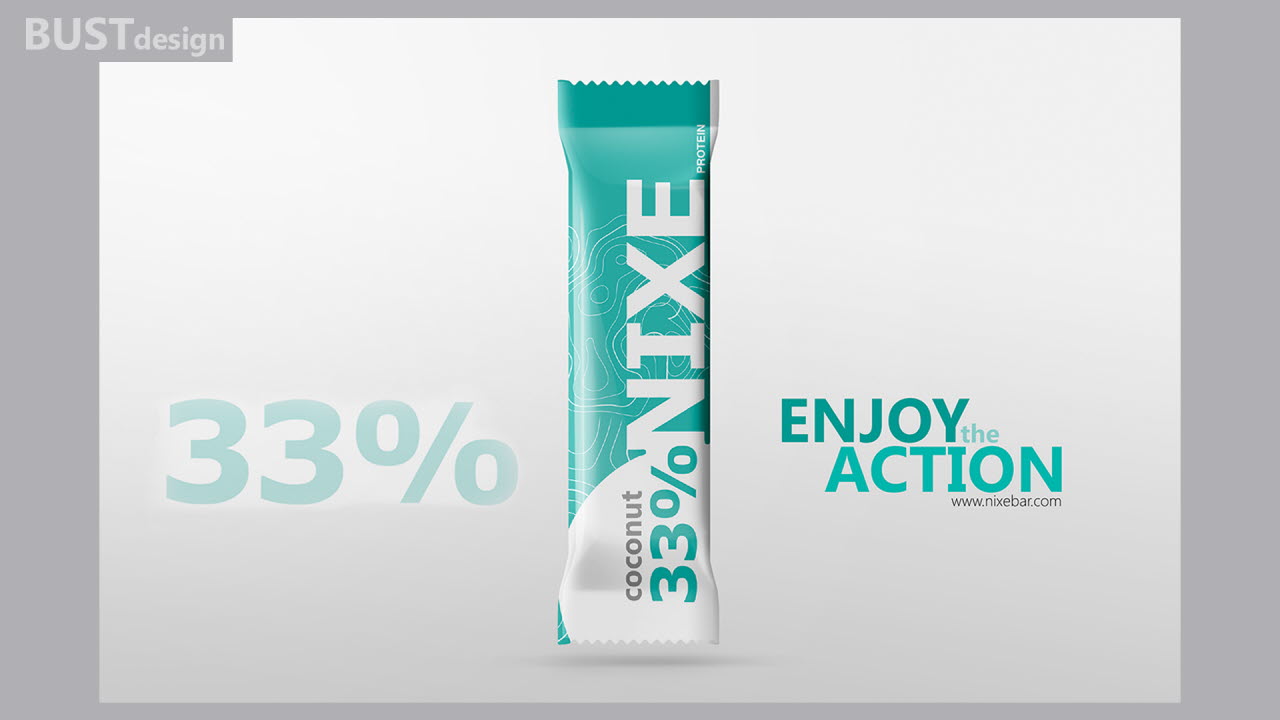 BUSTdesign
PROTEIN
NIXE
coconut
33%
33%
ENJOY the
ACTION
www.nixebar.com